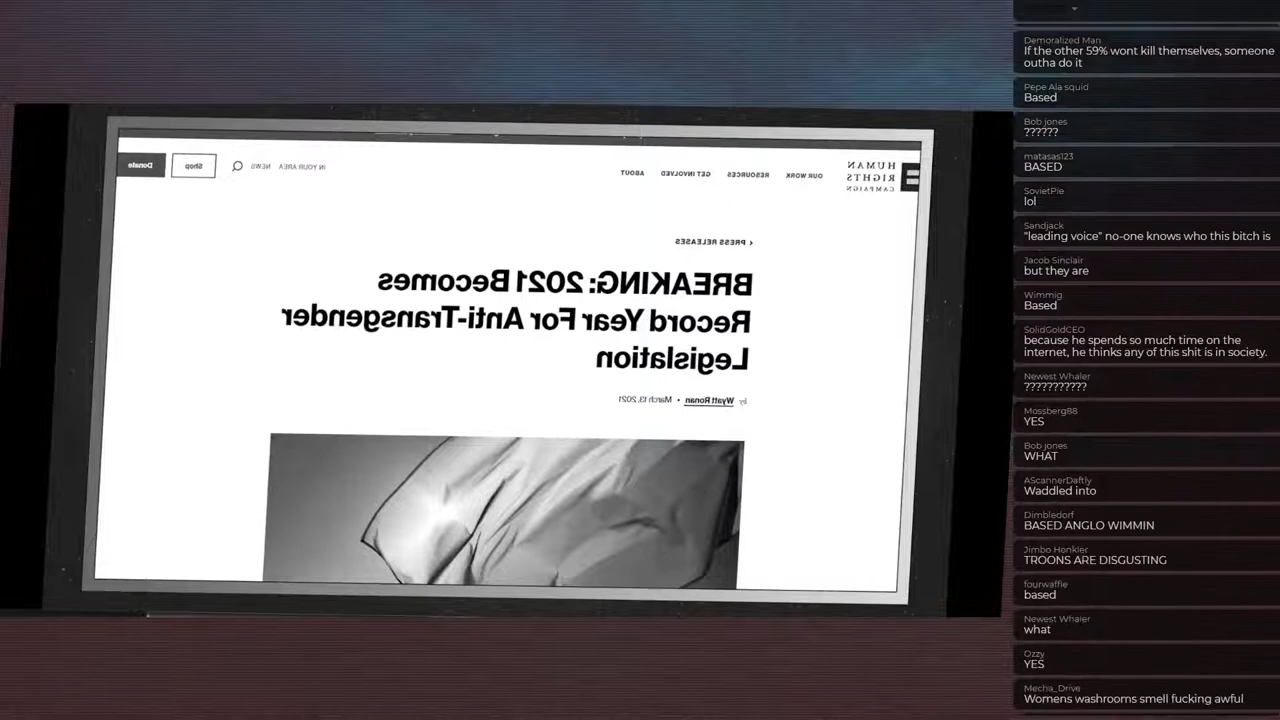 HUMAN
RIGHTS
CAMPAIGN
OUR WORK
RESOURCES
GET INVOLVED
ABOUT
IN YOUR AREA
NEWS
Shop
Donate
‹ PRESS RELEASES
BREAKING: 2021 Becomes
Record Year For Anti-Transgender
Legislation
by Wyatt Ronan • March 13, 2021
Demoralized Man
If the other 59% wont kill themselves, someone
outha do it
Pepe Ala squid
Based
Bob jones
??????
matasas123
BASED
SovietPie
lol
Sandjack
"leading voice" no-one knows who this bitch is
Jacob Sinclair
but they are
Wimmig
Based
SolidGoldCEO
because he spends so much time on the
internet, he thinks any of this shit is in society.
Newest Whaler
???????????
Mossberg88
YES
Bob jones
WHAT
AScannerDaftly
Waddled into
Dimbledorf
BASED ANGLO WIMMIN
Jimbo Honkler
TROONS ARE DISGUSTING
fourwaffle
based
Newest Whaler
what
Ozzy
YES
Mecha_Drive
Womens washrooms smell fucking awful